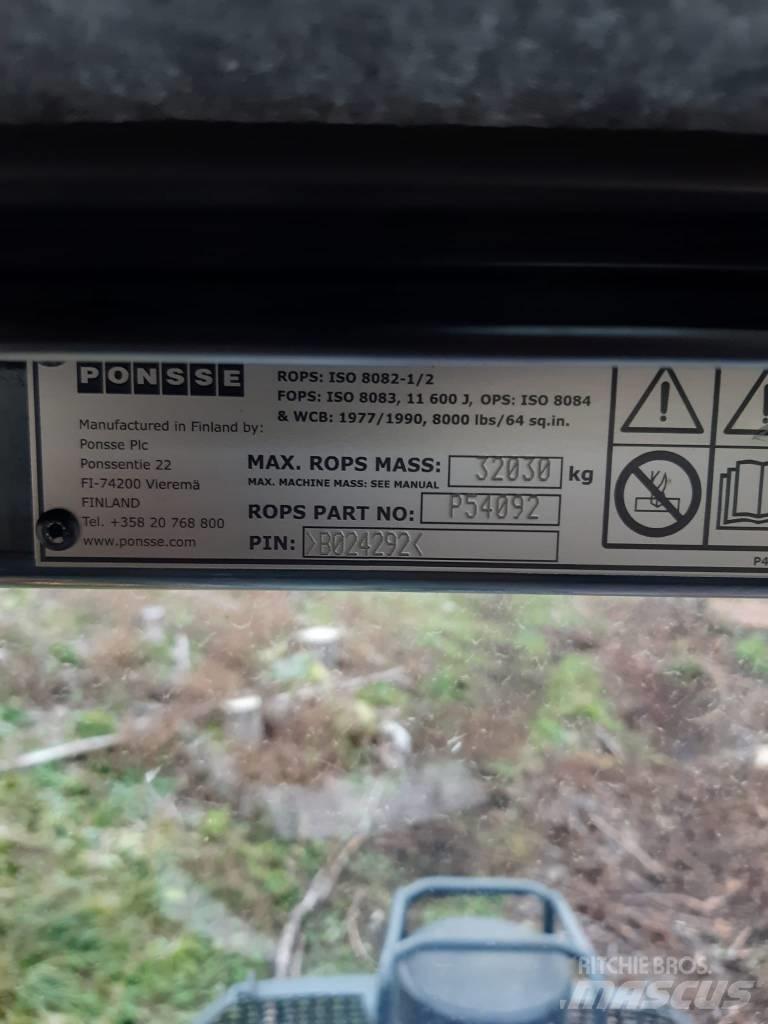 PONSSE
Manufactured in Finland by:
Ponsse Plc
Ponssentie 22
FI-74200 Vieremä
FINLAND
Tel. +358 20 768 800
www.ponsse.com
ROPS: ISO 8082-1/2
FOPS: ISO 8083, 11 600 J, OPS: ISO 8084
& WCB: 1977/1990, 8000 lbs/64 sq.in.
MAX. ROPS MASS: 32030 kg
MAX. MACHINE MASS: SEE MANUAL
ROPS PART NO: P54092
PIN: >B024292<
P4
RITCHIE BROS.
MASCUS